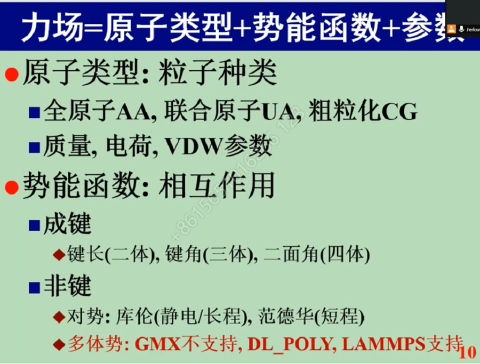 力场=原子类型+势能函数+参数
原子类型: 粒子种类
全原子AA, 联合原子UA, 粗粒化CG
质量, 电荷, VDW参数
势能函数: 相互作用
成键
键长(二体), 键角(三体), 二面角(四体)
非键
对势: 库伦(静电/长程), 范德华(短程)
多体势: GMX不支持, DL_POLY, LAMMPS支持
10